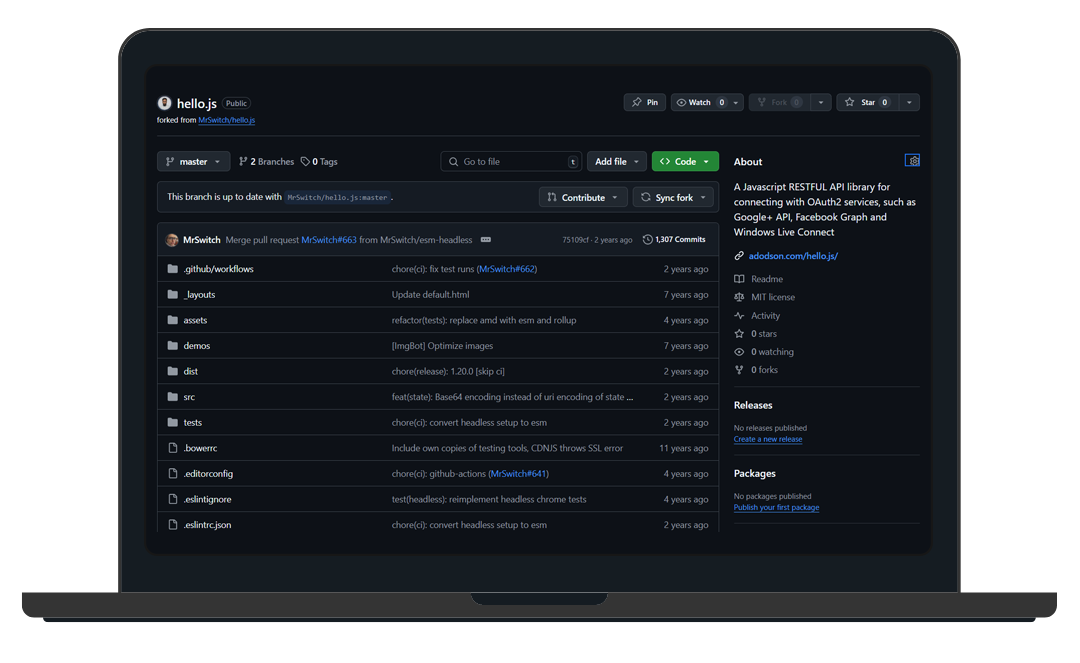 hello.js Public
Pin Watch 0 Fork 0 Star 0
forked from MrSwitch/hello.js
master 2 Branches 0 Tags Go to file t Add file Code
This branch is up to date with MrSwitch/hello.js:master .
Contribute Sync fork
MrSwitch Merge pull request MrSwitch#663 from MrSwitch/esm-headless 75109cf · 2 years ago 1,307 Commits
.github/workflows chore(ci): fix test runs (MrSwitch#662) 2 years ago
_layouts Update default.html 7 years ago
assets refactor(tests): replace amd with esm and rollup 4 years ago
demos [ImgBot] Optimize images 7 years ago
dist chore(release): 1.20.0 [skip ci] 2 years ago
src feat(state): Base64 encoding instead of uri encoding of state ... 2 years ago
tests chore(ci): convert headless setup to esm 2 years ago
.bowerrc Include own copies of testing tools, CDNJS throws SSL error 11 years ago
.editorconfig chore(ci): github-actions (MrSwitch#641) 4 years ago
.eslintignore test(headless): reimplement headless chrome tests 4 years ago
.eslintrc.json chore(ci): convert headless setup to esm 2 years ago
About
A Javascript RESTFUL API library for
connecting with OAuth2 services, such as
Google+ API, Facebook Graph and
Windows Live Connect
adodson.com/hello.js/
Readme
MIT license
Activity
0 stars
0 watching
0 forks
Releases
No releases published
Create a new release
Packages
No packages published
Publish your first package